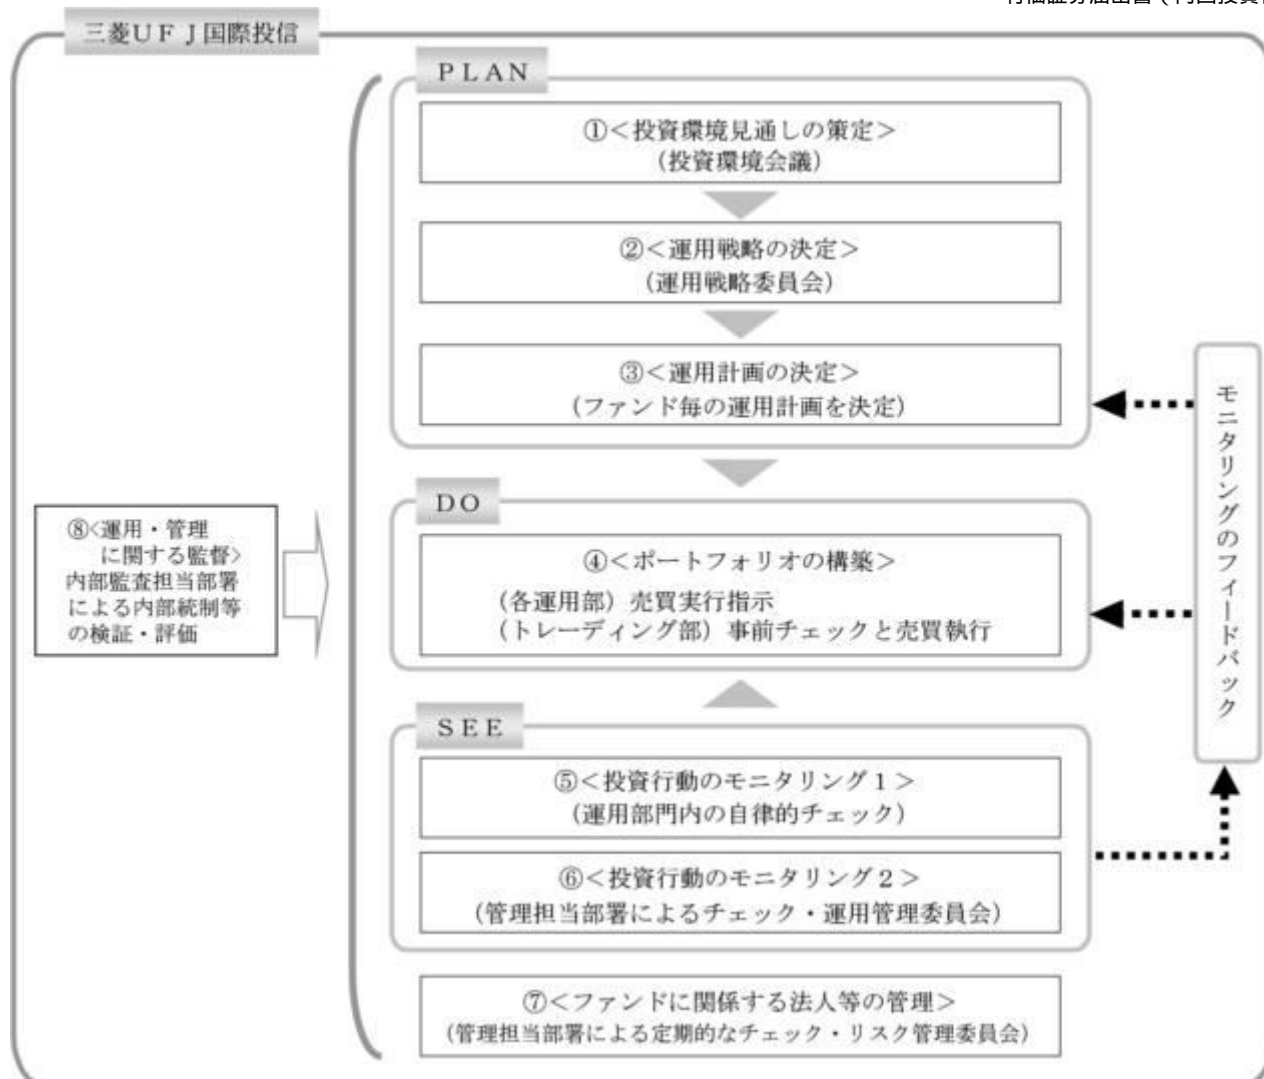 三菱ＵＦＪ国際投信
ＰＬＡＮ
①＜投資環境見通しの策定＞
（投資環境会議）
②＜運用戦略の決定＞
（運用戦略委員会）
③＜運用計画の決定＞
（ファンド毎の運用計画を決定）
ＤＯ
④＜ポートフォリオの構築＞
（各運用部）売買実行指示
（トレーディング部）事前チェックと売買執行
ＳＥＥ
⑤＜投資行動のモニタリング１＞
（運用部門内の自律的チェック）
⑥＜投資行動のモニタリング２＞
（管理担当部署によるチェック・運用管理委員会）
⑦＜ファンドに関係する法人等の管理＞
（管理担当部署による定期的なチェック・リスク管理委員会）
⑧<運用・管理
に関する監督>
内部監査担当部署
による内部統制等
の検証・評価
モニタリングのフィードバック